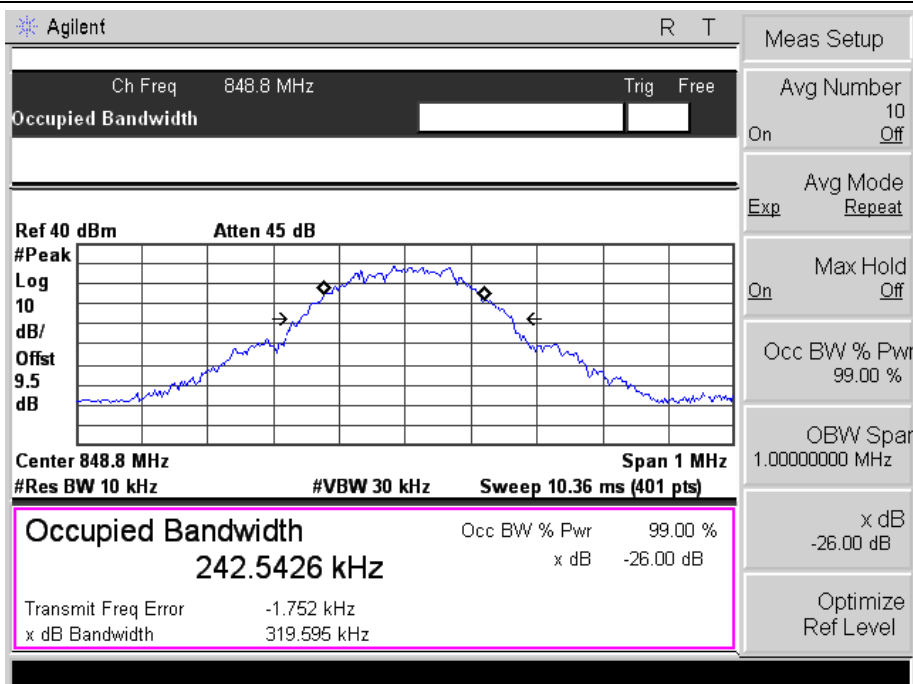 Agilent R T
Ch Freq 848.8 MHz Trig Free
Occupied Bandwidth
Ref 40 dBm Atten 45 dB
#Peak
Log
10
dB/
Offst
9.5
dB
Center 848.8 MHz Span 1 MHz
#Res BW 10 kHz #VBW 30 kHz Sweep 10.36 ms (401 pts)
Occupied Bandwidth
242.5426 kHz
Occ BW % Pwr 99.00 %
x dB -26.00 dB
Transmit Freq Error -1.752 kHz
x dB Bandwidth 319.595 kHz
Meas Setup
Avg Number
10
On Off
Avg Mode
Exp Repeat
Max Hold
On Off
Occ BW % Pwr
99.00 %
OBW Span
1.00000000 MHz
x dB
-26.00 dB
Optimize
Ref Level